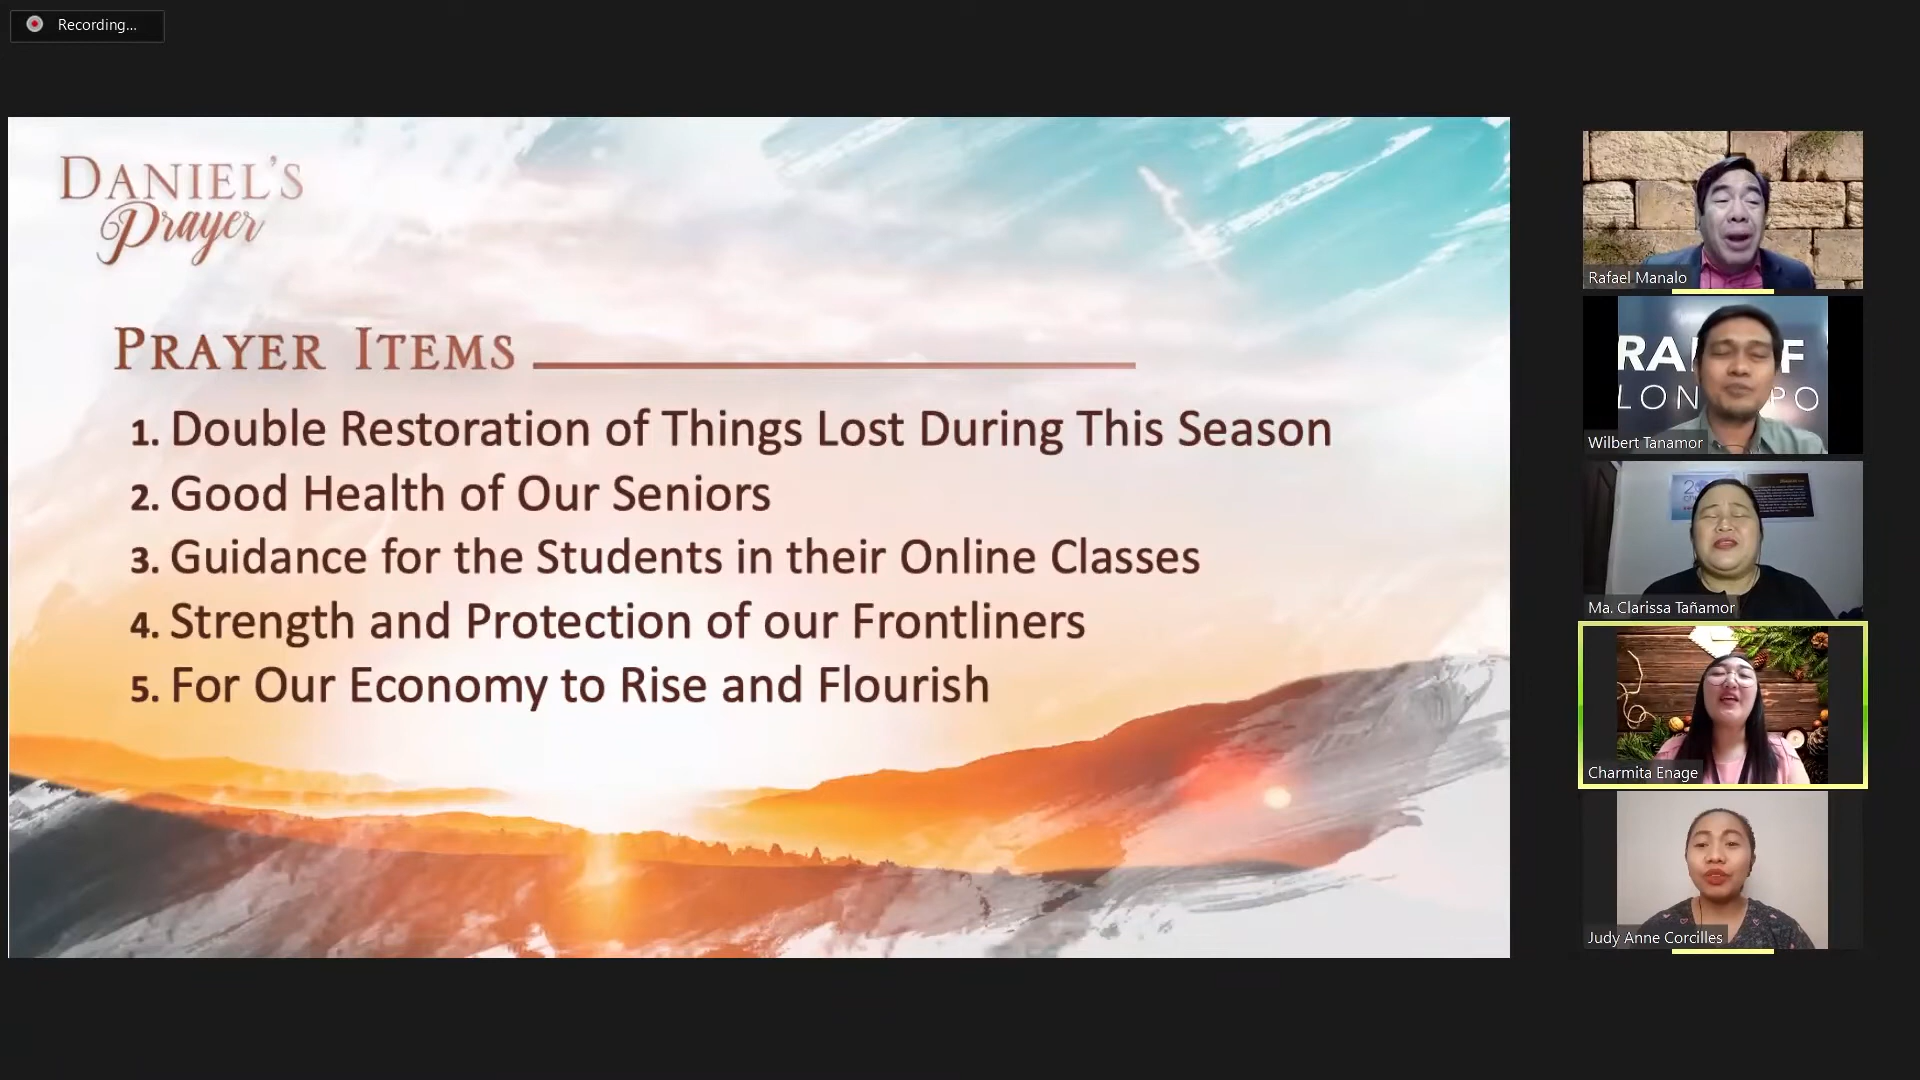 Recording...
DANIEL'S
Prayer
PRAYER ITEMS
1. Double Restoration of Things Lost During This Season
2. Good Health of Our Seniors
3. Guidance for the Students in their Online Classes
4. Strength and Protection of our Frontliners
5. For Our Economy to Rise and Flourish
Rafael Manalo
Wilbert Tanamor
Ma. Clarissa Tañamor
Charmita Enage
Judy Anne Corcilles